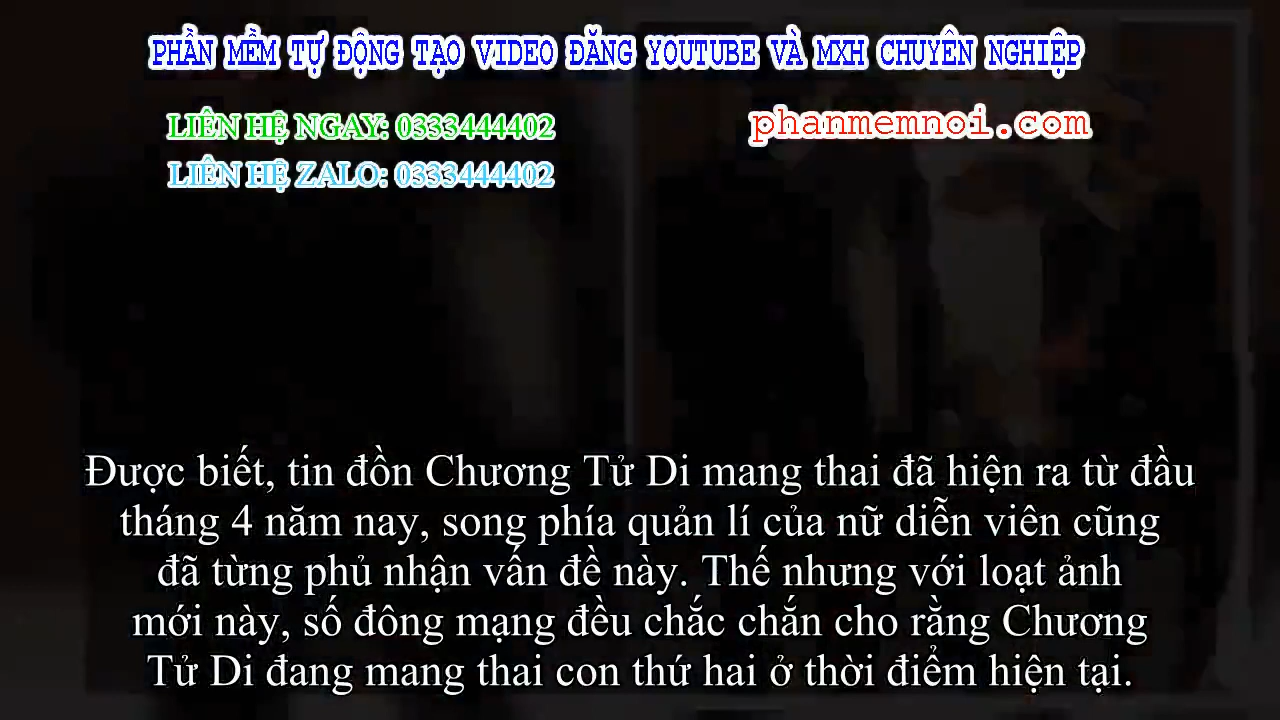 PHẦN MỀM TỰ ĐỘNG TẠO VIDEO ĐĂNG YOUTUBE VÀ MXH CHUYÊN NGHIỆP
LIÊN HỆ NGAY: 0333444402
phanmemnoi.com
LIÊN HỆ ZALO: 0333444402
Được biết, tin đồn Chương Tử Di mang thai đã hiện ra từ đầu
tháng 4 năm nay, song phía quản lí của nữ diễn viên cũng
đã từng phủ nhận vấn đề này. Thế nhưng với loạt ảnh
mới này, số đông mạng đều chắc chắn cho rằng Chương
Tử Di đang mang thai con thứ hai ở thời điểm hiện tại.